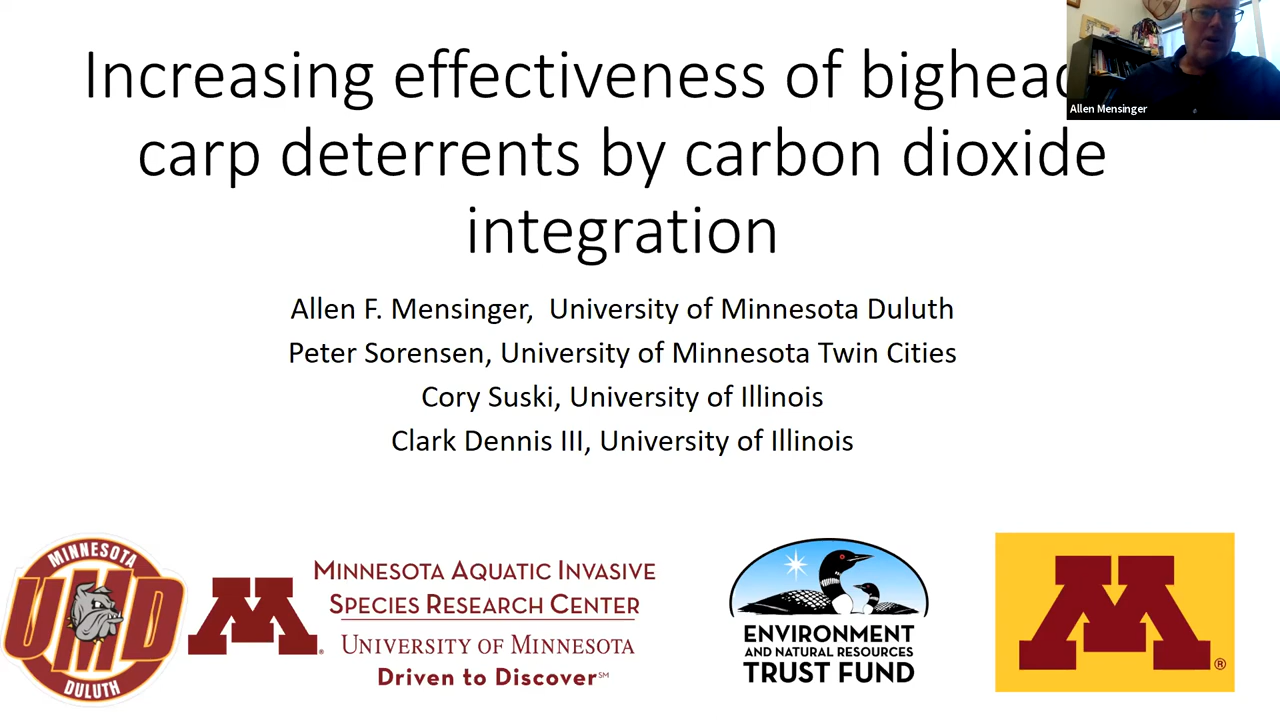 Increasing effectiveness of bighead
carp deterrents by carbon dioxide
integration
Allen Mensinger
Allen F. Mensinger, University of Minnesota Duluth
Peter Sorensen, University of Minnesota Twin Cities
Cory Suski, University of Illinois
Clark Dennis III, University of Illinois
MINNESOTA
UMD
DULUTH
M
MINNESOTA AQUATIC INVASIVE
SPECIES RESEARCH CENTER
UNIVERSITY OF MINNESOTA
Driven to Discover℠
ENVIRONMENT
AND NATURAL RESOURCES
TRUST FUND
M®